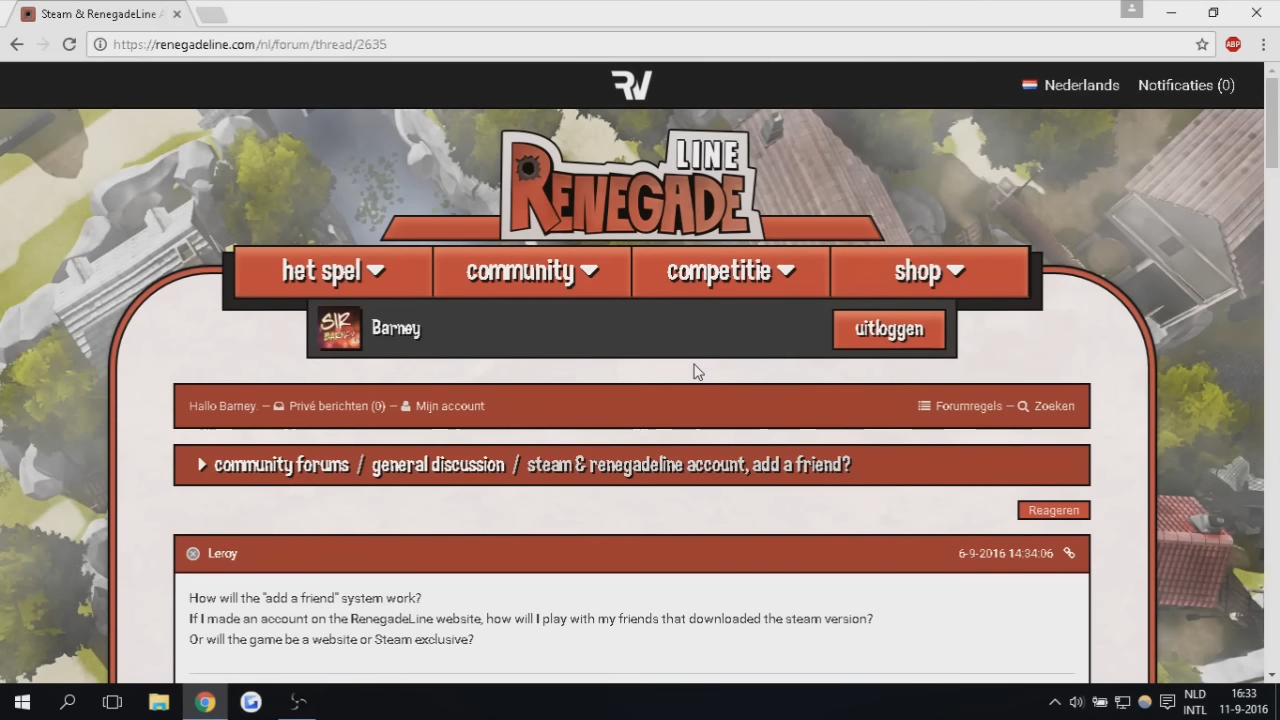 Steam & RenegadeLine A
https://renegadeline.com/nl/forum/thread/2635
ABP
RV
Nederlands
Notificaties (0)
LINE
RENEGADE
het spel
community
competitie
shop
SIR
BARNEY
Barney
uitloggen
Hallo Barney. – Privé berichten (0) – Mijn account
Forumregels – Zoeken
community forums / general discussion / steam & renegadeline account, add a friend?
Reageren
Leroy
6-9-2016 14:34:06
How will the "add a friend" system work?
If I made an account on the RenegadeLine website, how will I play with my friends that downloaded the steam version?
Or will the game be a website or Steam exclusive?
NLD
INTL
16:33
11-9-2016